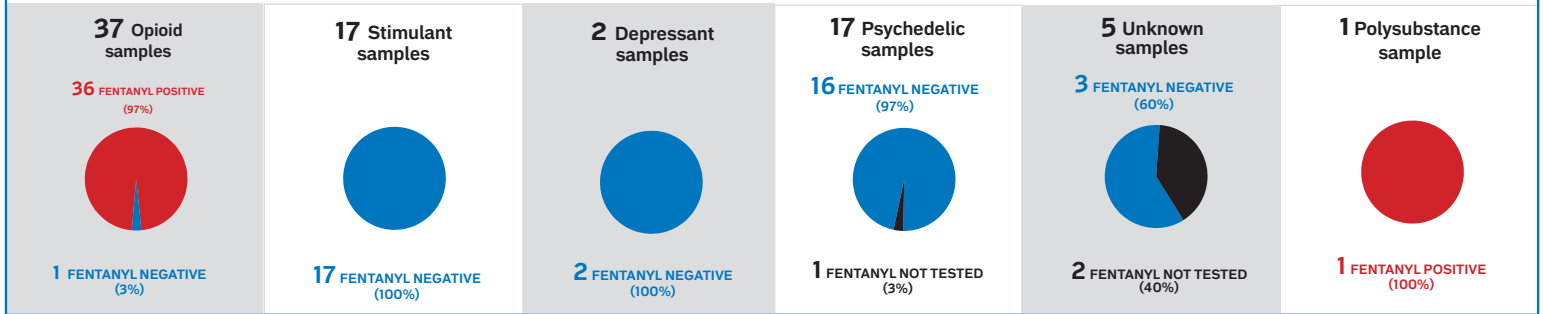 37 Opioid
samples
36 FENTANYL POSITIVE
(97%)
1 FENTANYL NEGATIVE
(3%)
17 Stimulant
samples
17 FENTANYL NEGATIVE
(100%)
2 Depressant
samples
2 FENTANYL NEGATIVE
(100%)
17 Psychedelic
samples
16 FENTANYL NEGATIVE
(97%)
1 FENTANYL NOT TESTED
(3%)
5 Unknown
samples
3 FENTANYL NEGATIVE
(60%)
2 FENTANYL NOT TESTED
(40%)
1 Polysubstance
sample
1 FENTANYL POSITIVE
(100%)